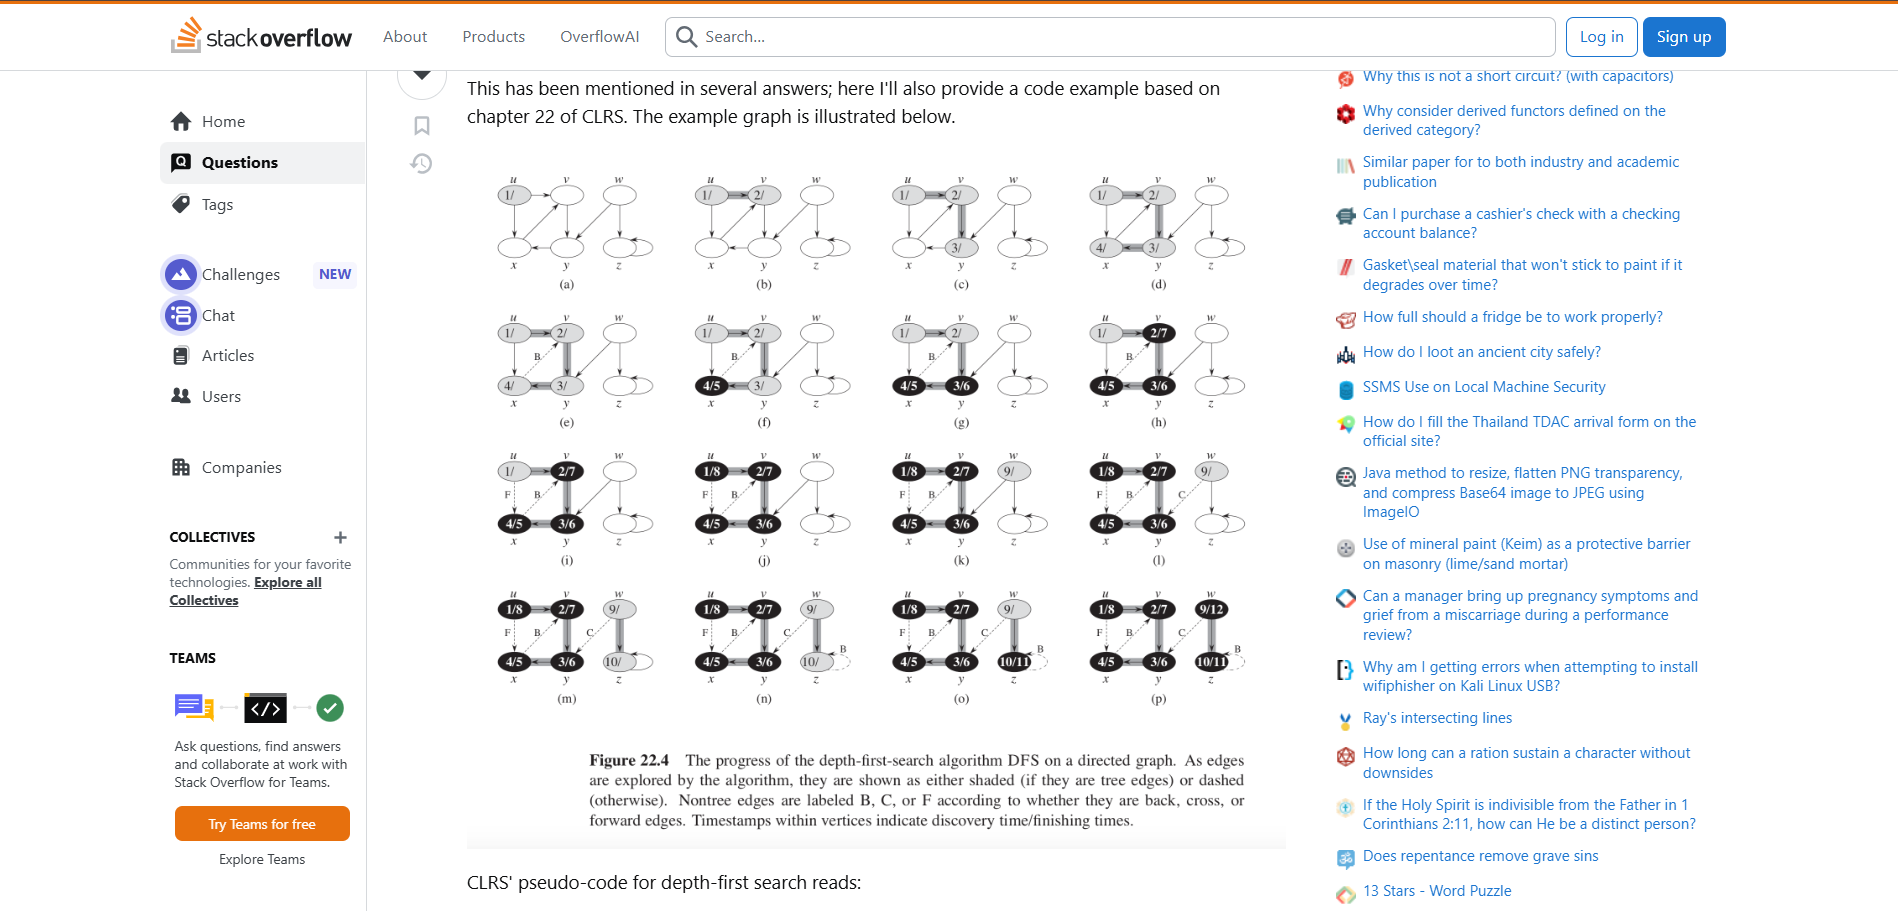 stackoverflow
About
Products
OverflowAI
Search...
Log in
Sign up
Home
Questions
Tags
Challenges
NEW
Chat
Articles
Users
Companies
COLLECTIVES
Communities for your favorite
technologies. Explore all
Collectives
TEAMS
</>
Ask questions, find answers
and collaborate at work with
Stack Overflow for Teams.
Try Teams for free
Explore Teams
This has been mentioned in several answers; here I'll also provide a code example based on
chapter 22 of CLRS. The example graph is illustrated below.
u v w
1/
x y z
(a)
u v w
1/ 2/
x y z
(b)
u v w
1/ 2/
3/
x y z
(c)
u v w
1/ 2/
4/ 3/
x y z
(d)
u v w
1/ 2/
B
4/ 3/
x y z
(e)
u v w
1/ 2/
B
4/5 3/
x y z
(f)
u v w
1/ 2/
B
4/5 3/6
x y z
(g)
u v w
1/ 2/7
B
4/5 3/6
x y z
(h)
u v w
1/ 2/7
F B
4/5 3/6
x y z
(i)
u v w
1/8 2/7
F B
4/5 3/6
x y z
(j)
u v w
1/8 2/7 9/
F B
4/5 3/6
x y z
(k)
u v w
1/8 2/7 9/
F B C
4/5 3/6
x y z
(l)
u v w
1/8 2/7 9/
F B C
4/5 3/6 10/
x y z
(m)
u v w
1/8 2/7 9/
F B C B
4/5 3/6 10/
x y z
(n)
u v w
1/8 2/7 9/
F B C B
4/5 3/6 10/11
x y z
(o)
u v w
1/8 2/7 9/12
F B C B
4/5 3/6 10/11
x y z
(p)
Figure 22.4 The progress of the depth-first-search algorithm DFS on a directed graph. As edges
are explored by the algorithm, they are shown as either shaded (if they are tree edges) or dashed
(otherwise). Nontree edges are labeled B, C, or F according to whether they are back, cross, or
forward edges. Timestamps within vertices indicate discovery time/finishing times.
CLRS' pseudo-code for depth-first search reads:
Why this is not a short circuit? (with capacitors)
Why consider derived functors defined on the
derived category?
Similar paper for to both industry and academic
publication
Can I purchase a cashier's check with a checking
account balance?
Gasket\seal material that won't stick to paint if it
degrades over time?
How full should a fridge be to work properly?
How do I loot an ancient city safely?
SSMS Use on Local Machine Security
How do I fill the Thailand TDAC arrival form on the
official site?
Java method to resize, flatten PNG transparency,
and compress Base64 image to JPEG using
ImageIO
Use of mineral paint (Keim) as a protective barrier
on masonry (lime/sand mortar)
Can a manager bring up pregnancy symptoms and
grief from a miscarriage during a performance
review?
Why am I getting errors when attempting to install
wifiphisher on Kali Linux USB?
Ray's intersecting lines
How long can a ration sustain a character without
downsides
If the Holy Spirit is indivisible from the Father in 1
Corinthians 2:11, how can He be a distinct person?
Does repentance remove grave sins
13 Stars - Word Puzzle